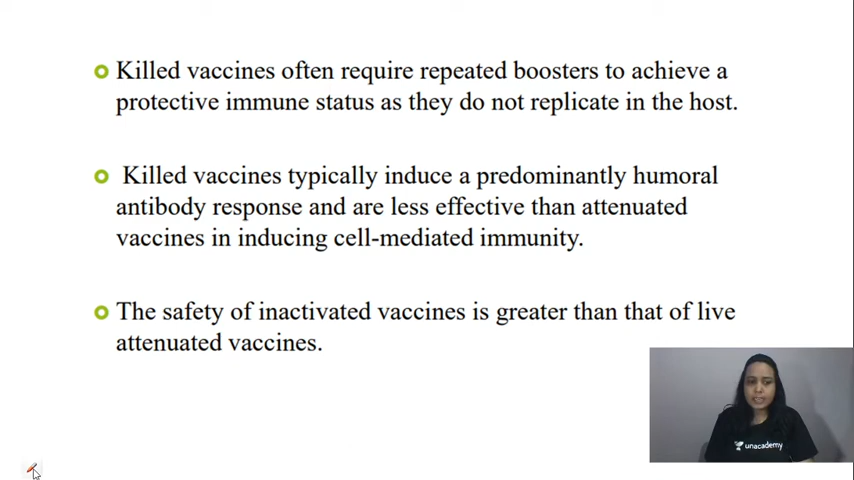 Killed vaccines often require repeated boosters to achieve a
protective immune status as they do not replicate in the host.
Killed vaccines typically induce a predominantly humoral
antibody response and are less effective than attenuated
vaccines in inducing cell-mediated immunity.
The safety of inactivated vaccines is greater than that of live
attenuated vaccines.
unacademy